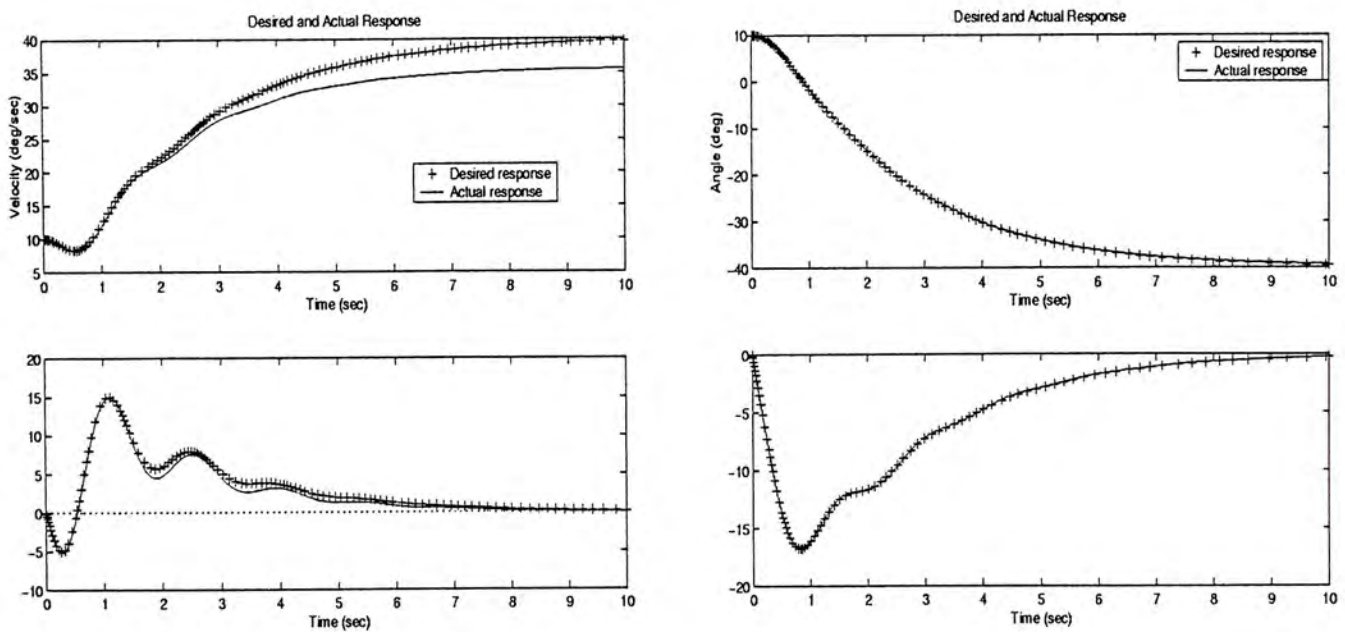 Desired and Actual Response
40
35
30
25
20
15
10
5
Velocity (deg/sec)
Desired response
Actual response
0 1 2 3 4 5 6 7 8 9 10
Time (sec)
Desired and Actual Response
10
0
-10
-20
-30
-40
Angle (deg)
Desired response
Actual response
0 1 2 3 4 5 6 7 8 9 10
Time (sec)
20
15
10
5
0
-5
-10
0 1 2 3 4 5 6 7 8 9 10
Time (sec)
0
-5
-10
-15
-20
0 1 2 3 4 5 6 7 8 9 10
Time (sec)